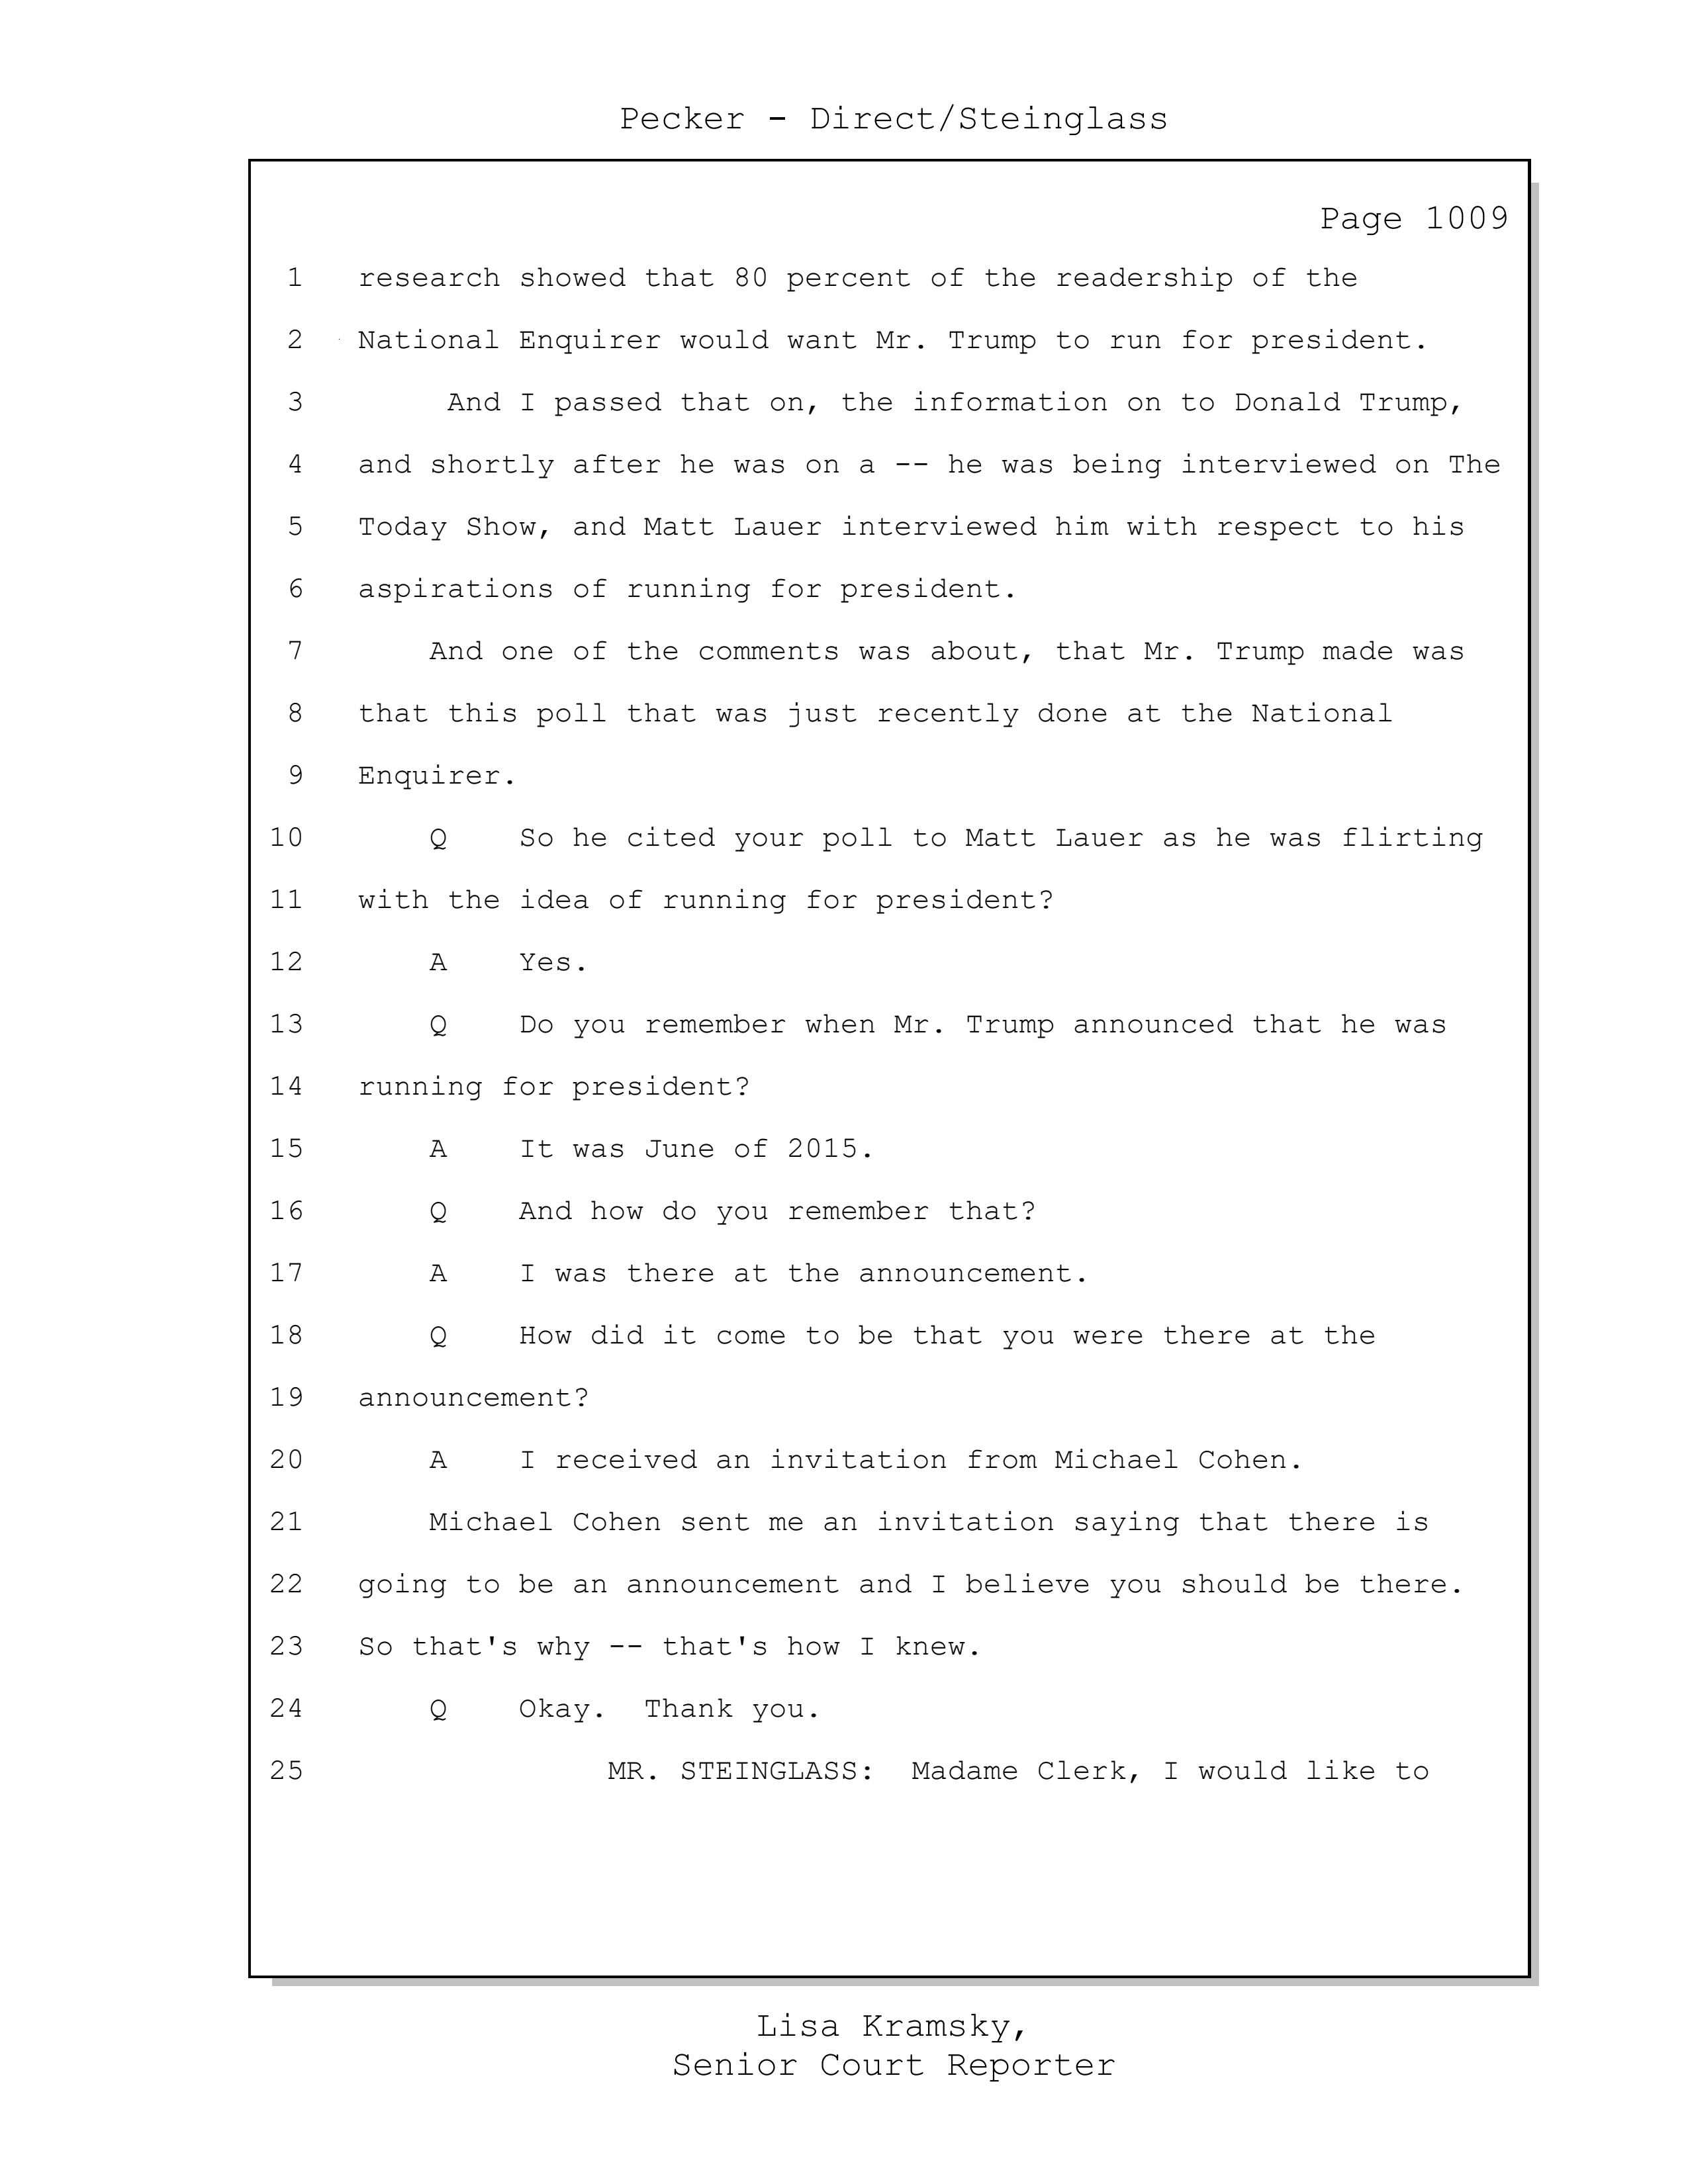 Pecker - Direct/Steinglass
Page 1009
1 research showed that 80 percent of the readership of the
2 National Enquirer would want Mr. Trump to run for president.
3 And I passed that on, the information on to Donald Trump,
4 and shortly after he was on a -- he was being interviewed on The
5 Today Show, and Matt Lauer interviewed him with respect to his
6 aspirations of running for president.
7 And one of the comments was about, that Mr. Trump made was
8 that this poll that was just recently done at the National
9 Enquirer.
10 Q So he cited your poll to Matt Lauer as he was flirting
11 with the idea of running for president?
12 A Yes.
13 Q Do you remember when Mr. Trump announced that he was
14 running for president?
15 A It was June of 2015.
16 Q And how do you remember that?
17 A I was there at the announcement.
18 Q How did it come to be that you were there at the
19 announcement?
20 A I received an invitation from Michael Cohen.
21 Michael Cohen sent me an invitation saying that there is
22 going to be an announcement and I believe you should be there.
23 So that's why -- that's how I knew.
24 Q Okay. Thank you.
25 MR. STEINGLASS: Madame Clerk, I would like to
Lisa Kramsky,
Senior Court Reporter